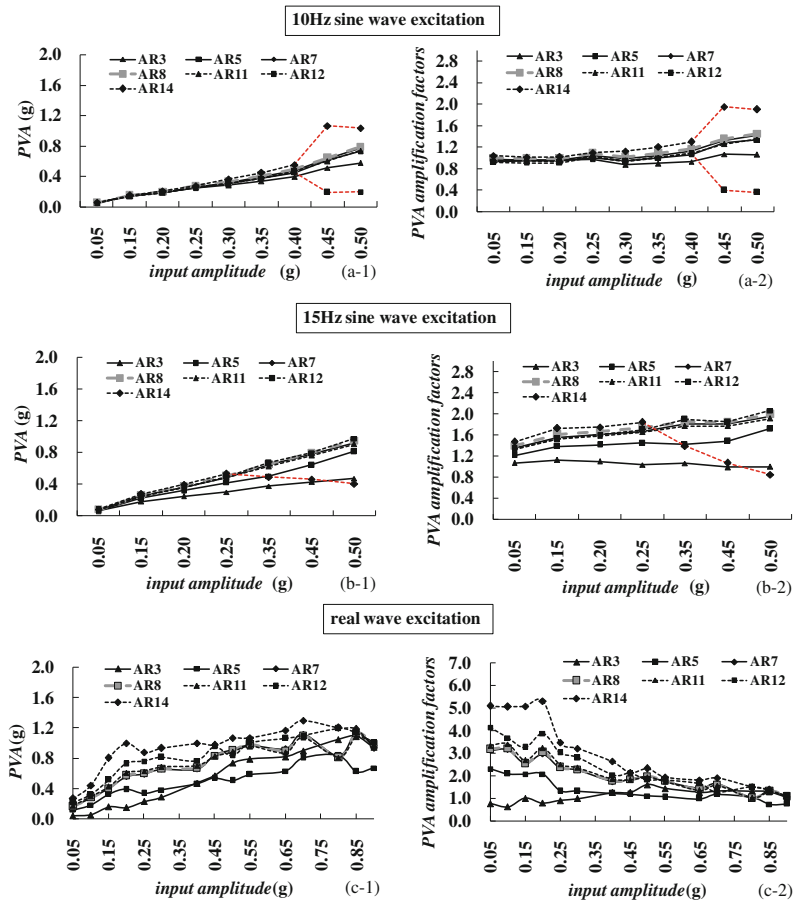 10Hz sine wave excitation
PVA (g)
2.0
1.6
1.2
0.8
0.4
0.0
AR3 AR5 AR7
AR8 AR11 AR12
AR14
0.05 0.15 0.20 0.25 0.30 0.35 0.40 0.45 0.50
input amplitude (g) (a-1)
PVA amplification factors
2.8
2.4
2.0
1.6
1.2
0.8
0.4
0.0
AR3 AR5 AR7
AR8 AR11 AR12
AR14
0.05 0.15 0.20 0.25 0.30 0.35 0.40 0.45 0.50
input amplitude (g) (a-2)
15Hz sine wave excitation
PVA (g)
2.0
1.6
1.2
0.8
0.4
0.0
AR3 AR5 AR7
AR8 AR11 AR12
AR14
0.05 0.15 0.20 0.25 0.35 0.45 0.50
input amplitude (g) (b-1)
PVA amplification factors
2.8
2.4
2.0
1.6
1.2
0.8
0.4
0.0
AR3 AR5 AR7
AR8 AR11 AR12
AR14
0.05 0.15 0.20 0.25 0.35 0.45 0.50
input amplitude (g) (b-2)
real wave excitation
PVA(g)
2.0
1.6
1.2
0.8
0.4
0.0
AR3 AR5 AR7
AR8 AR11 AR12
AR14
0.05 0.15 0.25 0.35 0.45 0.55 0.65 0.75 0.85
input amplitude(g) (c-1)
PVA amplification factors
7.0
6.0
5.0
4.0
3.0
2.0
1.0
0.0
AR3 AR5 AR7
AR8 AR11 AR12
AR14
0.05 0.15 0.25 0.35 0.45 0.55 0.65 0.75 0.85
input amplitude(g) (c-2)